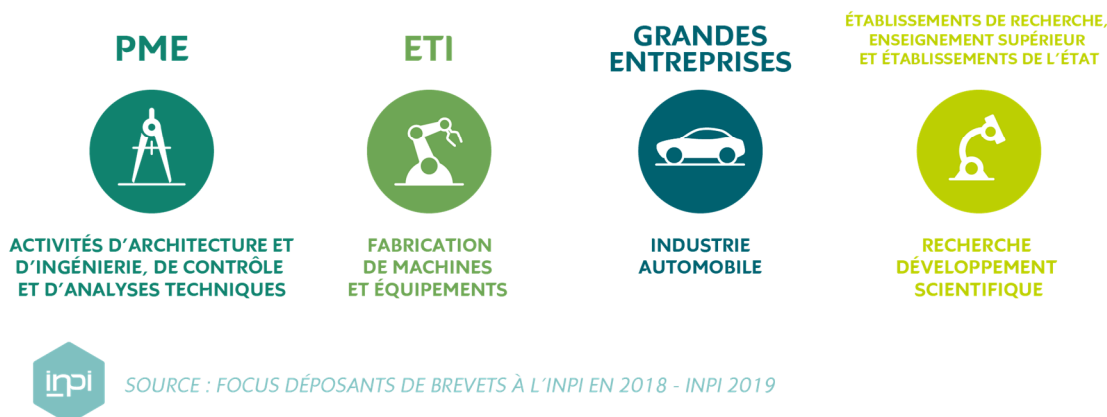 PME
ACTIVITÉS D'ARCHITECTURE ET
D'INGÉNIERIE, DE CONTRÔLE
ET D'ANALYSES TECHNIQUES
ETI
FABRICATION
DE MACHINES
ET ÉQUIPEMENTS
GRANDES
ENTREPRISES
INDUSTRIE
AUTOMOBILE
ÉTABLISSEMENTS DE RECHERCHE,
ENSEIGNEMENT SUPÉRIEUR
ET ÉTABLISSEMENTS DE L'ÉTAT
RECHERCHE
DÉVELOPPEMENT
SCIENTIFIQUE
inpi
SOURCE : FOCUS DÉPOSANTS DE BREVETS À L'INPI EN 2018 - INPI 2019